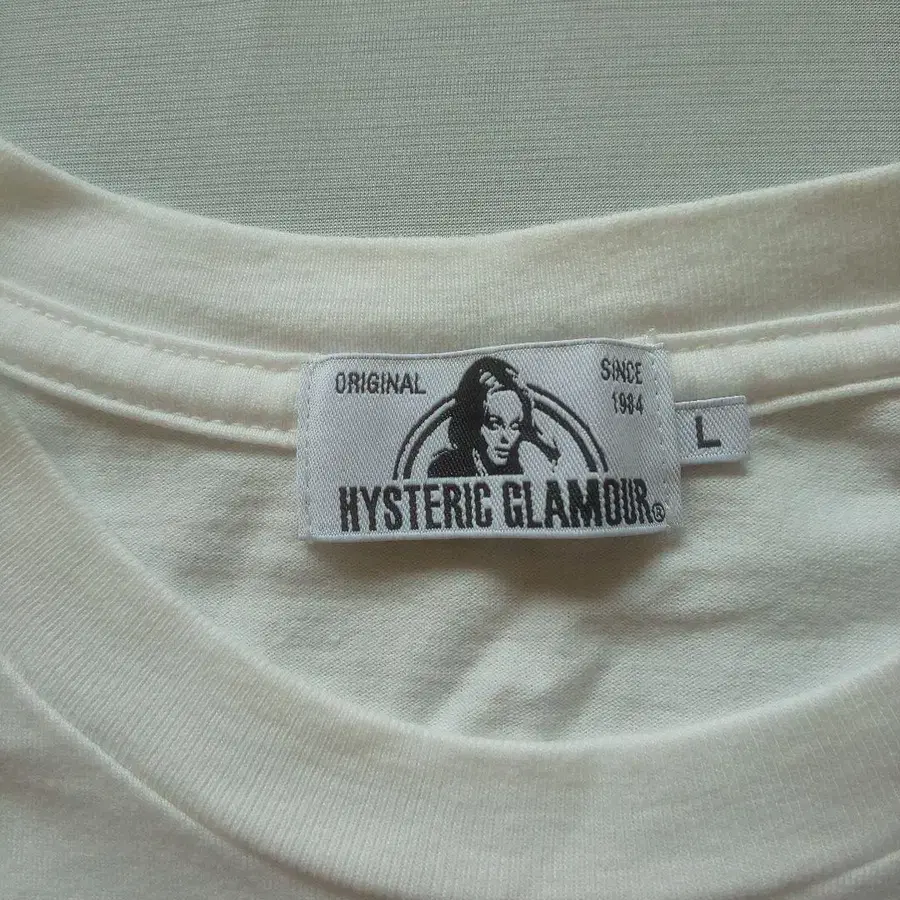 ORIGINAL
SINCE
1984
HYSTERIC GLAMOUR®
L